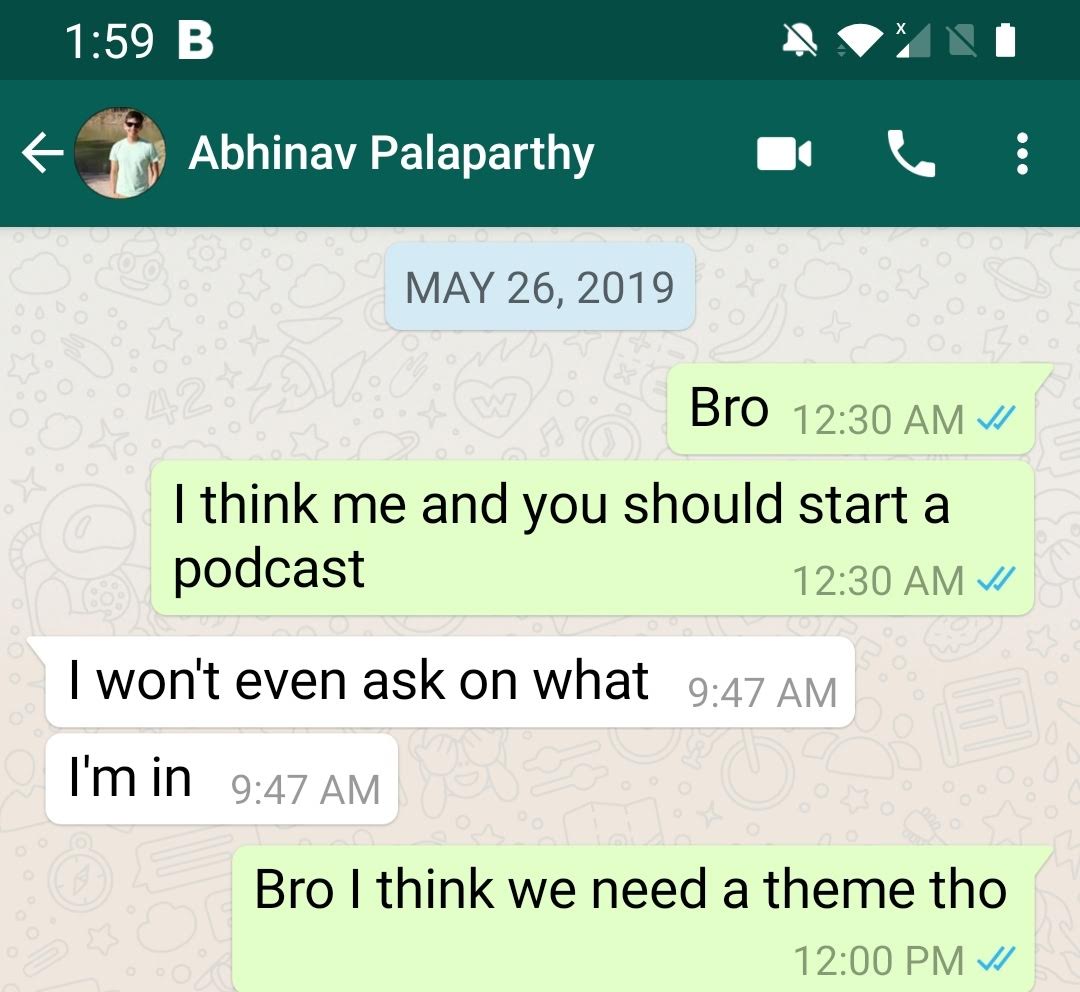 1:59 B
Abhinav Palaparthy
MAY 26, 2019
Bro 12:30 AM
I think me and you should start a
podcast 12:30 AM
I won't even ask on what 9:47 AM
I'm in 9:47 AM
Bro I think we need a theme tho
12:00 PM